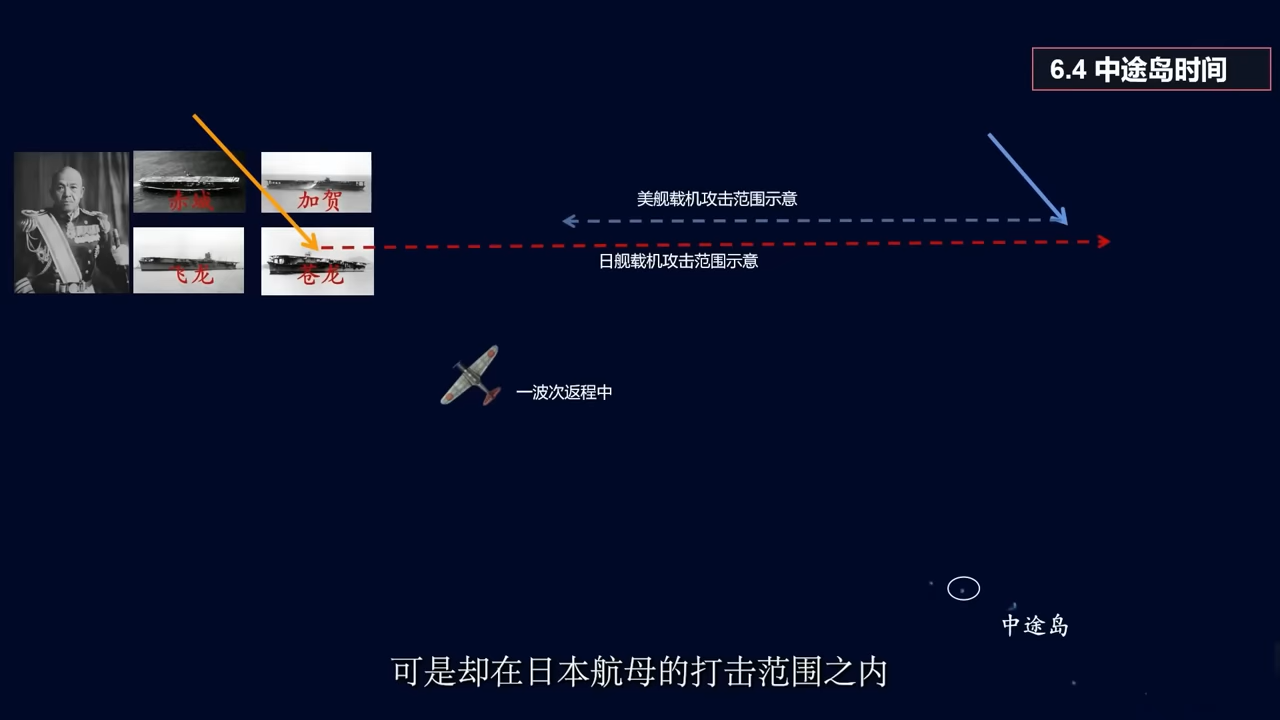 6.4 中途岛时间
赤城
加贺
飞龙
苍龙
美舰载机攻击范围示意
日舰载机攻击范围示意
一波次返程中
中途岛
可是却在日本航母的打击范围之内